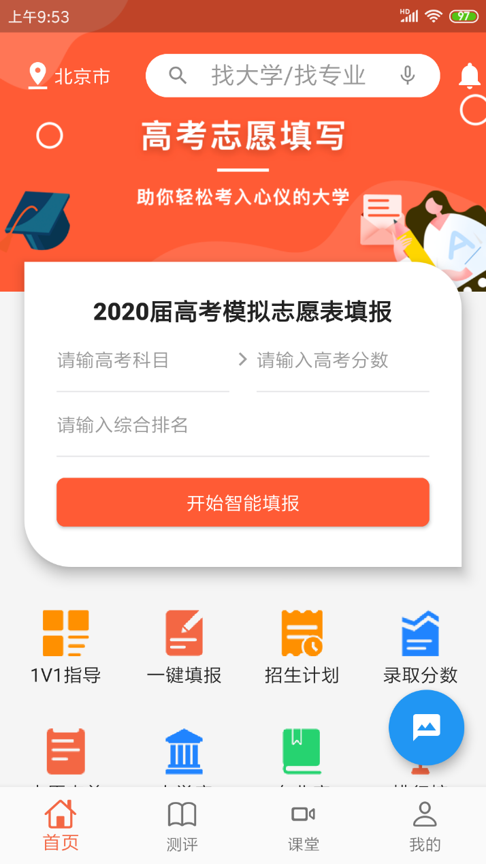 上午9:53
HD
97
北京市
找大学/找专业
高考志愿填写
助你轻松考入心仪的大学
A
2020届高考模拟志愿表填报
请输高考科目
请输入高考分数
请输入综合排名
开始智能填报
1V1指导
一键填报
招生计划
录取分数
首页
测评
课堂
我的